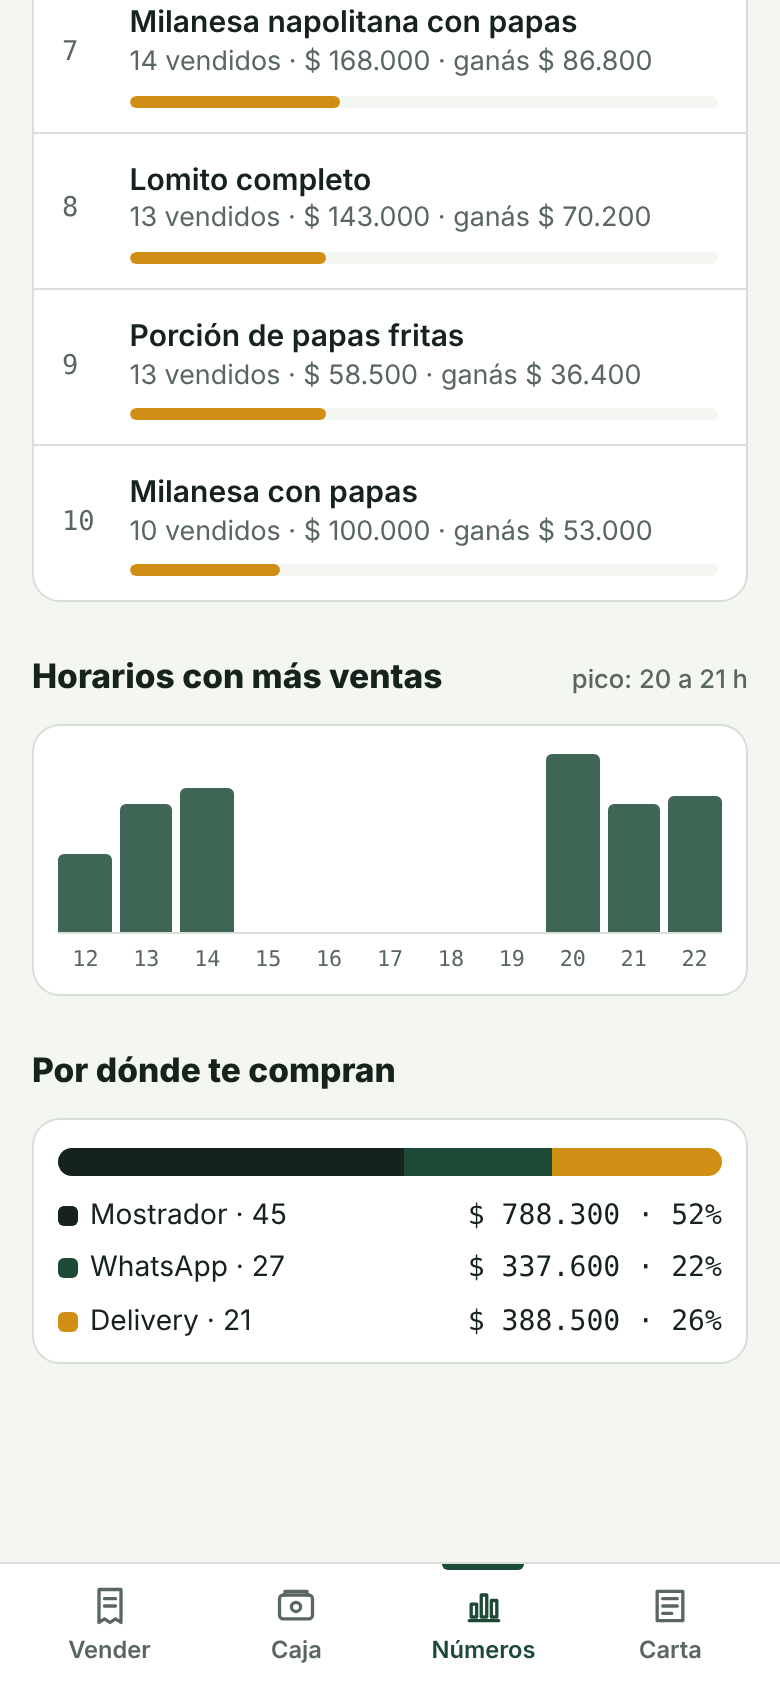 7
Milanesa napolitana con papas
14 vendidos · $ 168.000 · ganás $ 86.800
8
Lomito completo
13 vendidos · $ 143.000 · ganás $ 70.200
9
Porción de papas fritas
13 vendidos · $ 58.500 · ganás $ 36.400
10
Milanesa con papas
10 vendidos · $ 100.000 · ganás $ 53.000
Horarios con más ventas pico: 20 a 21 h
12 13 14 15 16 17 18 19 20 21 22
Por dónde te compran
Mostrador · 45 $ 788.300 · 52%
WhatsApp · 27 $ 337.600 · 22%
Delivery · 21 $ 388.500 · 26%
Vender Caja Números Carta